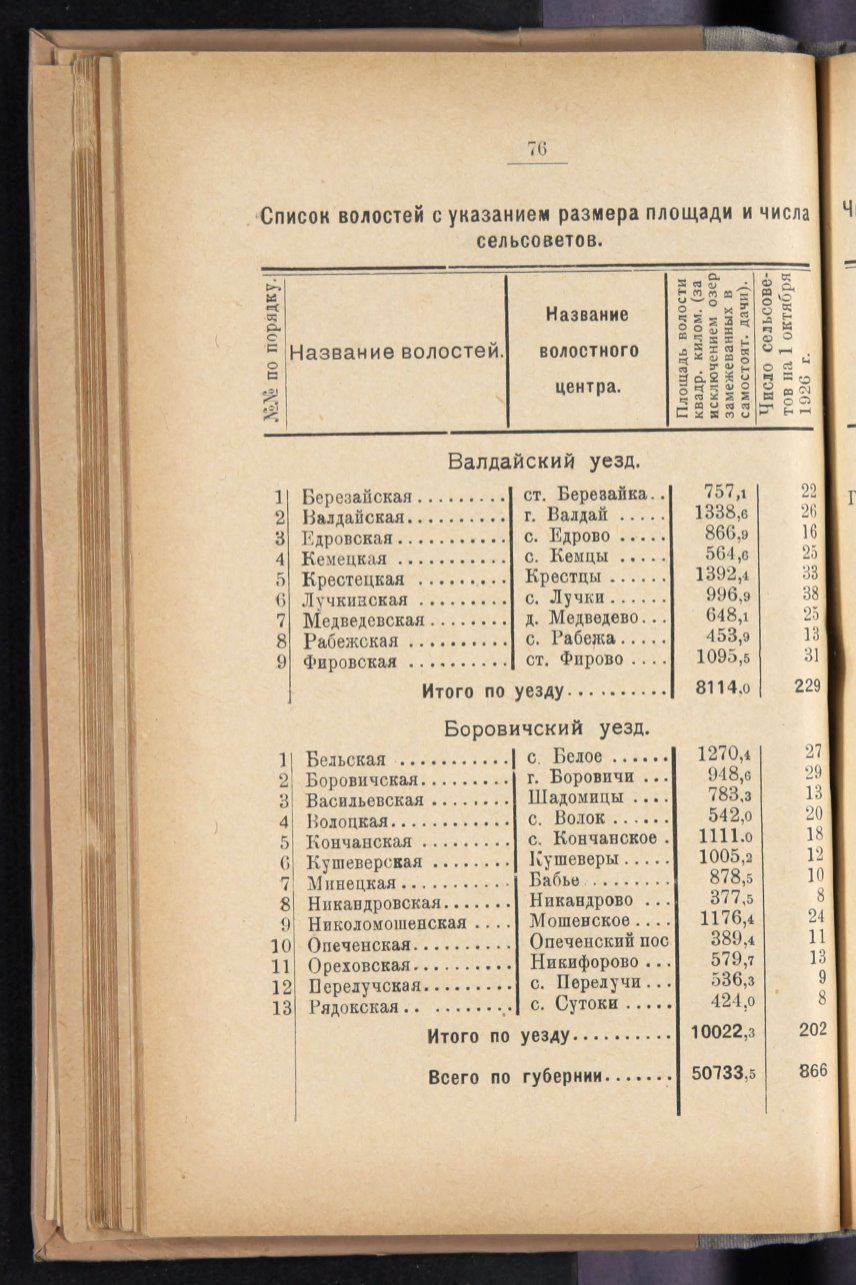 76
Список волостей с указанием размера площади и числа
сельсоветов.
№№ по порядку.
Название волостей.
Название
волостного
центра.
Площадь волости
квадр. килом. (за
исключением озер
замежеванных в
самостоят. дачи).
Число сельсове-
тов на 1 октября
1926 г.
Валдайский уезд.
1 Березайская ......... ст. Березайка.. 757,1 22
2 Валдайская.......... г. Валдай ..... 1338,6 26
3 Едровская........... с. Едрово ..... 866,9 16
4 Кемецкая ........... с. Кемцы ..... 564,6 25
5 Крестецкая ......... Крестцы ...... 1392,4 33
6 Лучкинская ......... с. Лучки...... 996,9 38
7 Медведевская........ д. Медведево... 648,1 25
8 Рабежская .......... с. Рабежа..... 453,9 13
9 Фировская .......... ст. Фирово .... 1095,5 31
Итого по уезду.......... 8114.0 229
Боровичский уезд.
1 Бельская ........... с. Белое ...... 1270,4 27
2 Боровичская......... г. Боровичи ... 948,6 29
3 Васильевская ........ Шадомицы .... 783,3 13
4 Волоцкая............ с. Волок ...... 542,0 20
5 Кончанская ......... с. Кончанское . 1111.0 18
6 Кушеверская ........ Кушеверы..... 1005,2 12
7 Минецкая........... Бабье ........ 878,5 10
8 Никандровская....... Никандрово ... 377,5 8
9 Николомошенская .... Мошенское.... 1176,4 24
10 Опеченская.......... Опеченский пос 389,4 11
11 Ореховская.......... Никифорово ... 579,7 13
12 Перелучская......... с. Перелучи... 536,3 9
13 Рядокская.. ........ с. Сутоки ..... 424,0 8
Итого по уезду.......... 10022,3 202
Всего по губернии....... 50733,5 866